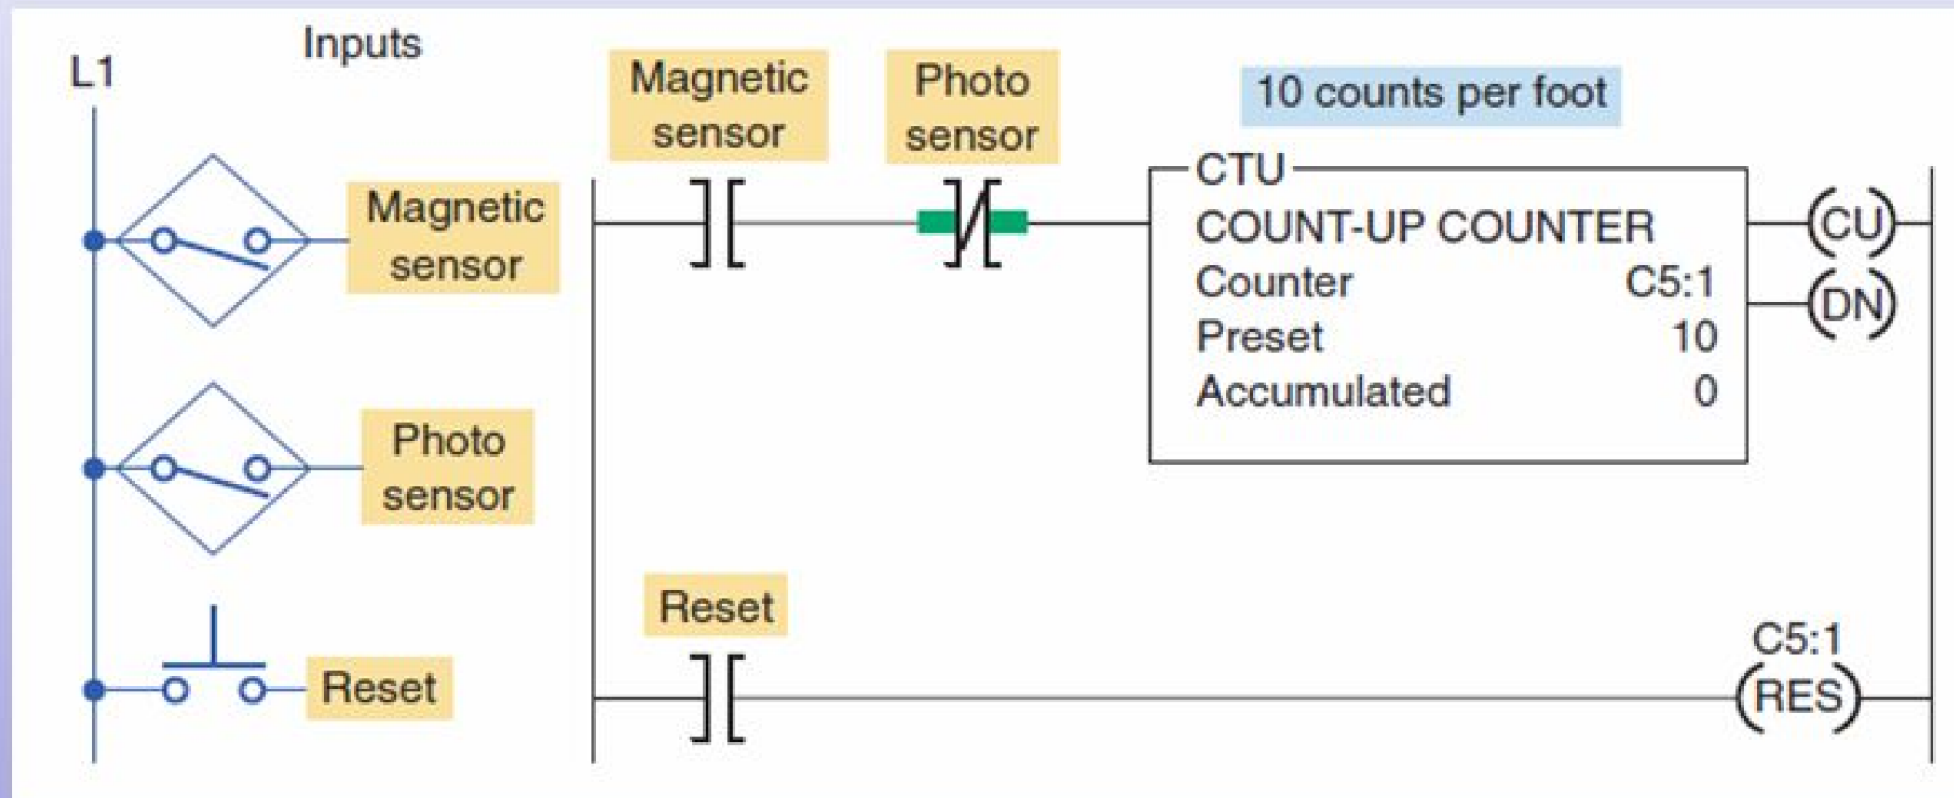 Inputs
L1
Magnetic
sensor
Photo
sensor
Reset
Magnetic
sensor
Photo
sensor
10 counts per foot
CTU
COUNT-UP COUNTER
Counter C5:1
Preset 10
Accumulated 0
CU
DN
Reset
C5:1
RES